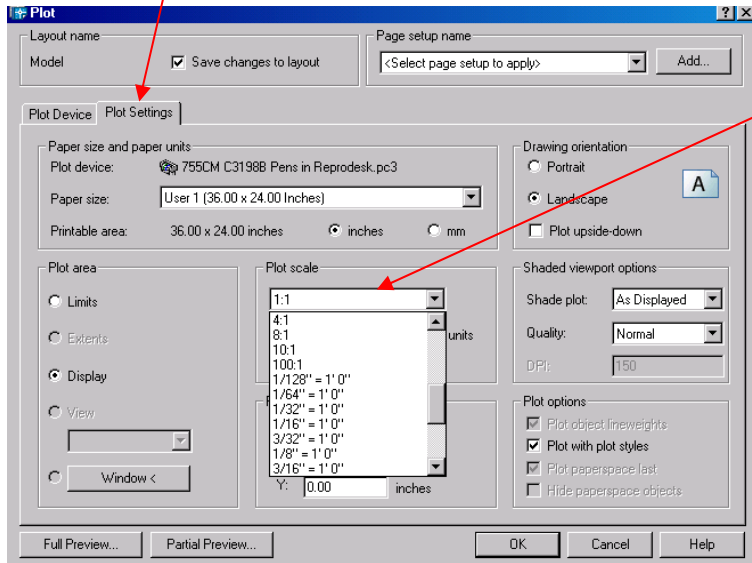 Plot
Layout name
Model
Save changes to layout
Page setup name
<Select page setup to apply>
Add...
Plot Device
Plot Settings
Paper size and paper units
Plot device:
755CM C3198B Pens in Reprodesk.pc3
Paper size:
User 1 (36.00 x 24.00 Inches)
Printable area:
36.00 x 24.00 inches
inches
mm
Drawing orientation
Portrait
Landscape
Plot upside-down
A
Plot area
Limits
Extents
Display
View
Window <
Plot scale
1:1
4:1
8:1
10:1
100:1
1/128" = 1' 0"
1/64" = 1' 0"
1/32" = 1' 0"
1/16" = 1' 0"
3/32" = 1' 0"
1/8" = 1' 0"
3/16" = 1' 0"
units
Y:
0.00
inches
Shaded viewport options
Shade plot:
As Displayed
Quality:
Normal
DPI:
150
Plot options
Plot object lineweights
Plot with plot styles
Plot paperspace last
Hide paperspace objects
Full Preview...
Partial Preview...
OK
Cancel
Help